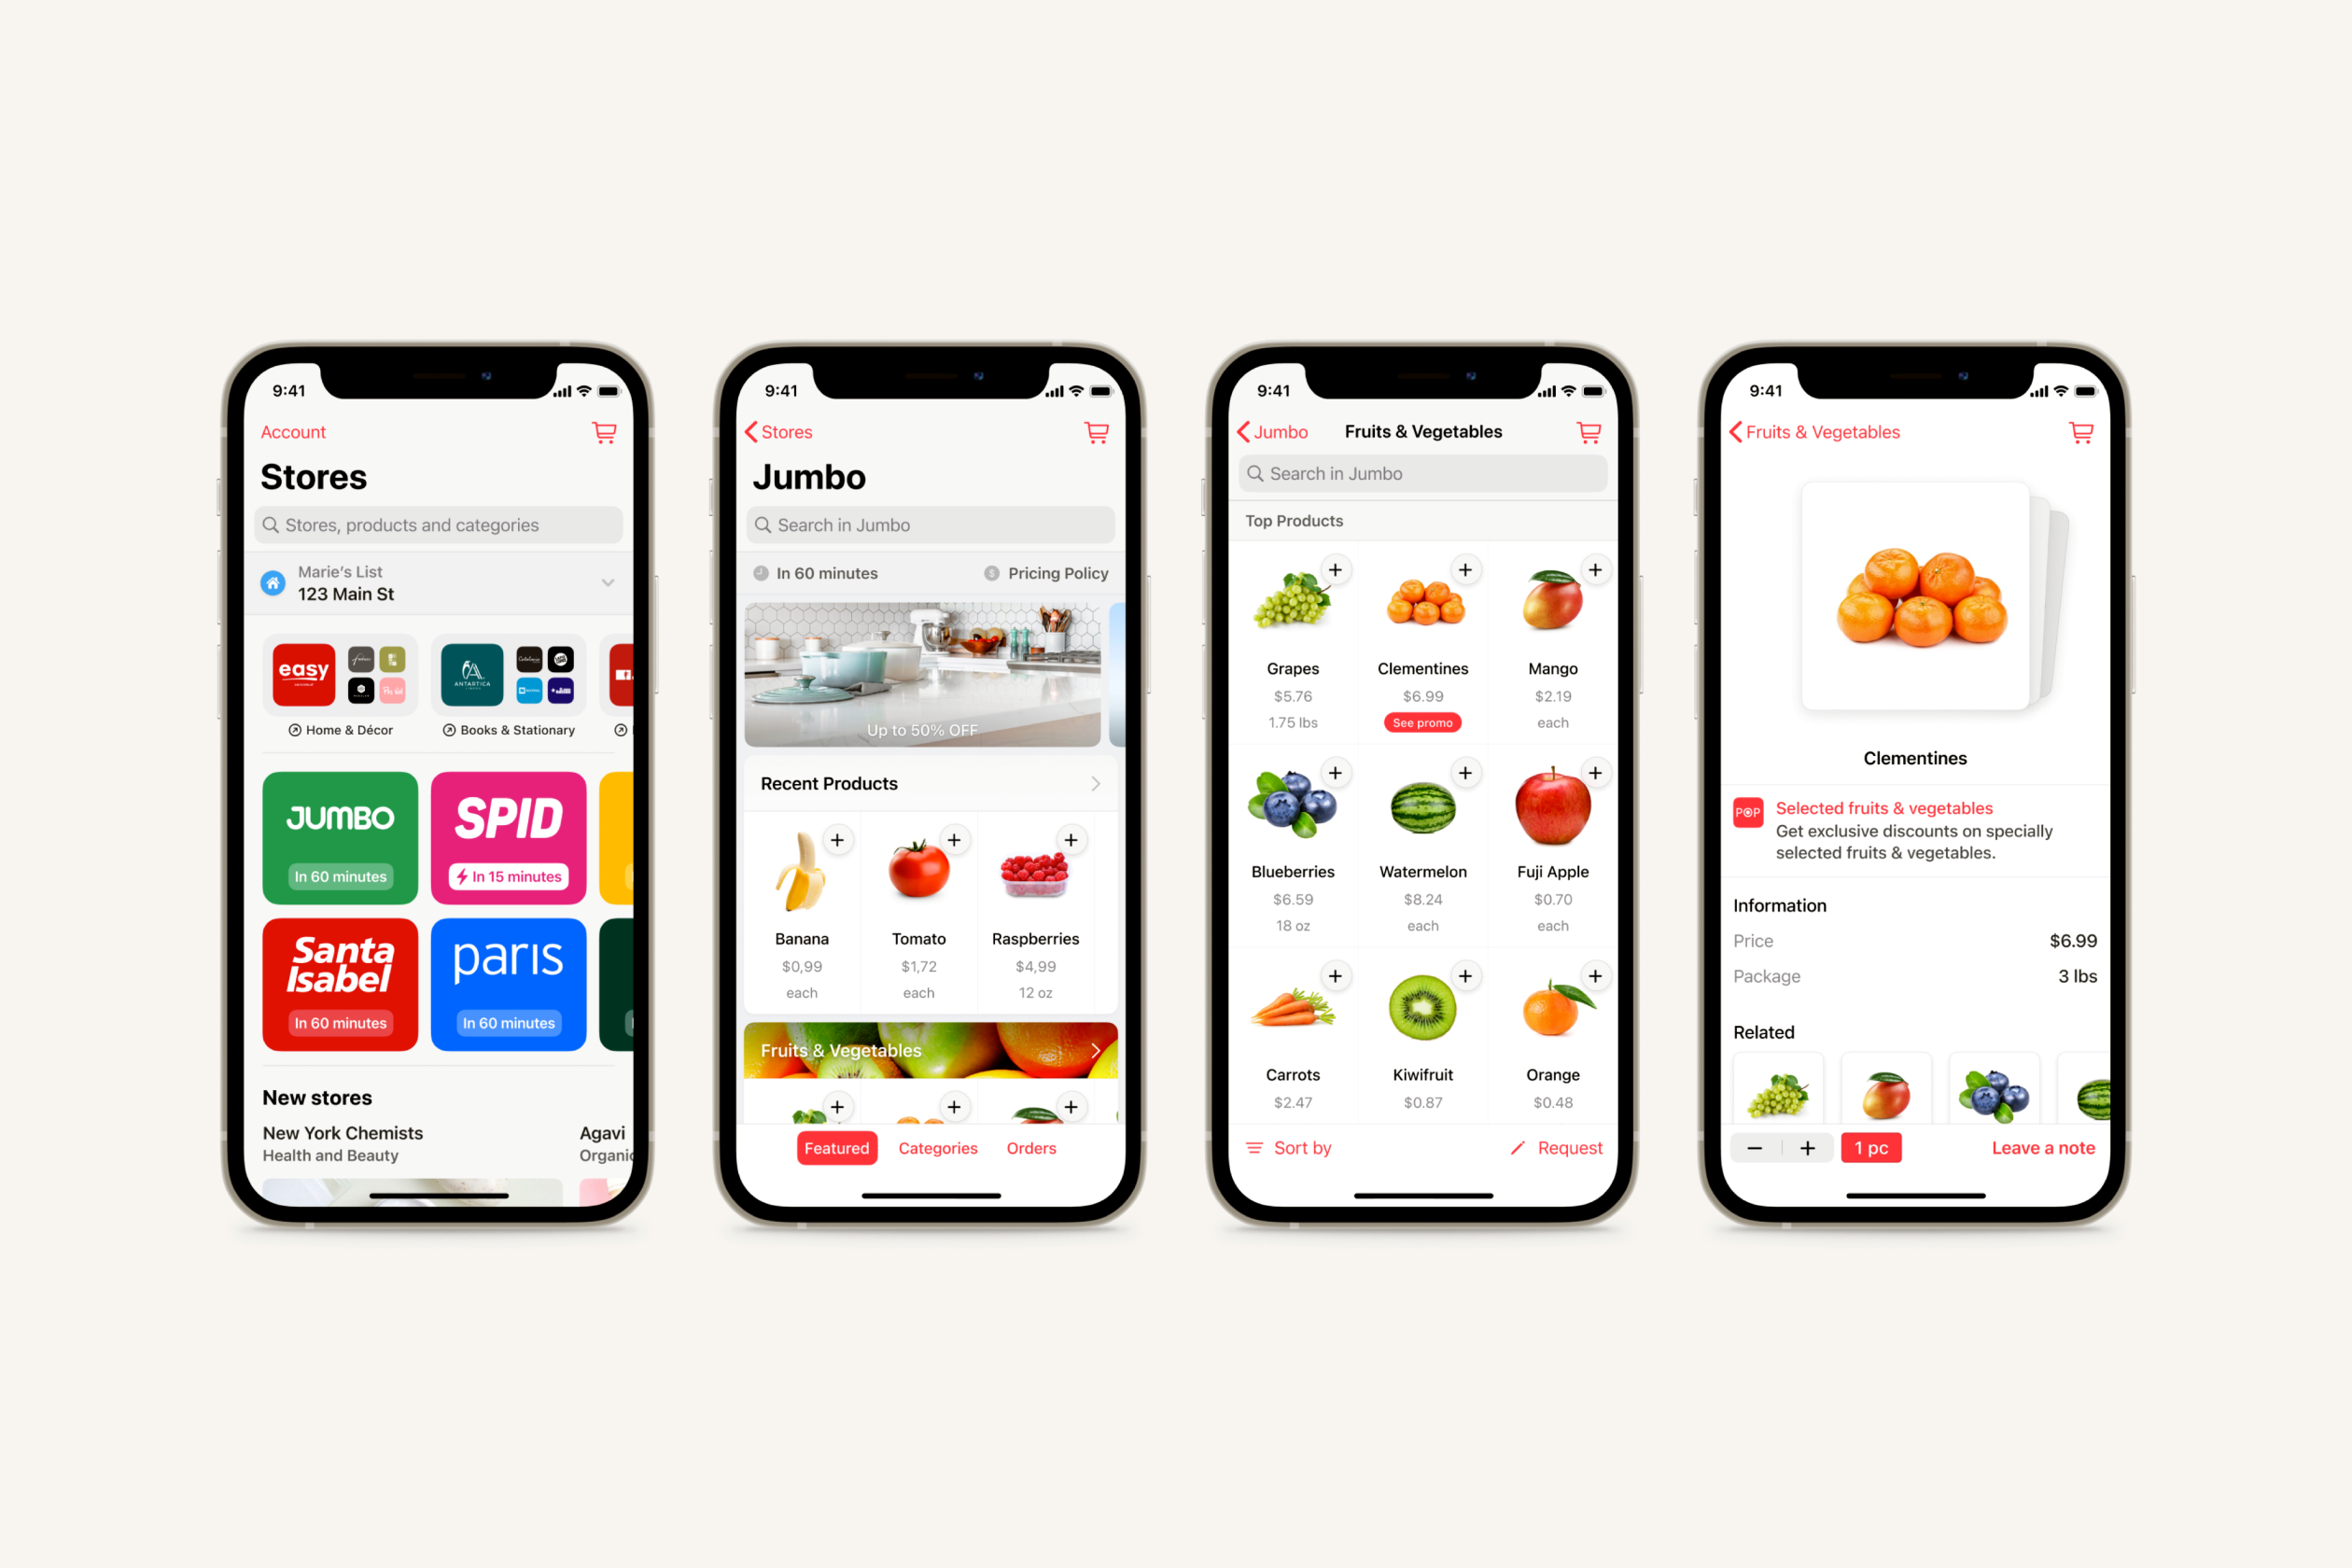 9:41
Account
Stores
Stores, products and categories
Marie's List
123 Main St
easy
ANTARTICA
Home & Décor
Books & Stationary
JUMBO
In 60 minutes
SPID
In 15 minutes
Santa
Isabel
In 60 minutes
paris
In 60 minutes
New stores
New York Chemists
Health and Beauty
Agavi
Organic
9:41
Stores
Jumbo
Search in Jumbo
In 60 minutes
Pricing Policy
Up to 50% OFF
Recent Products
Banana
$0,99
each
Tomato
$1,72
each
Raspberries
$4,99
12 oz
Fruits & Vegetables
Featured
Categories
Orders
9:41
Jumbo
Fruits & Vegetables
Search in Jumbo
Top Products
Grapes
$5.76
1.75 lbs
Clementines
$6.99
See promo
Mango
$2.19
each
Blueberries
$6.59
18 oz
Watermelon
$8.24
each
Fuji Apple
$0.70
each
Carrots
$2.47
Kiwifruit
$0.87
Orange
$0.48
Sort by
Request
9:41
Fruits & Vegetables
Clementines
POP
Selected fruits & vegetables
Get exclusive discounts on specially
selected fruits & vegetables.
Information
Price
$6.99
Package
3 lbs
Related
1 pc
Leave a note